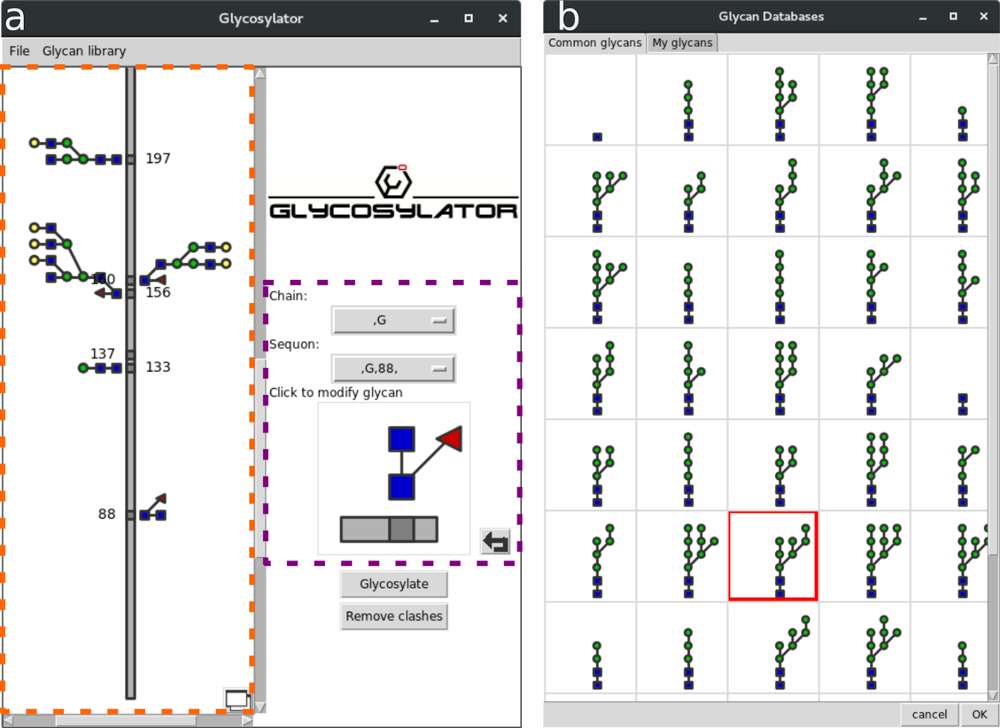 a
Glycosylator
File Glycan library
197
160
156
137
133
88
GLYCOSYLATOR
Chain:
,G
Sequon:
,G,88,
Click to modify glycan
Glycosylate
Remove clashes
b
Glycan Databases
Common glycans My glycans
cancel OK